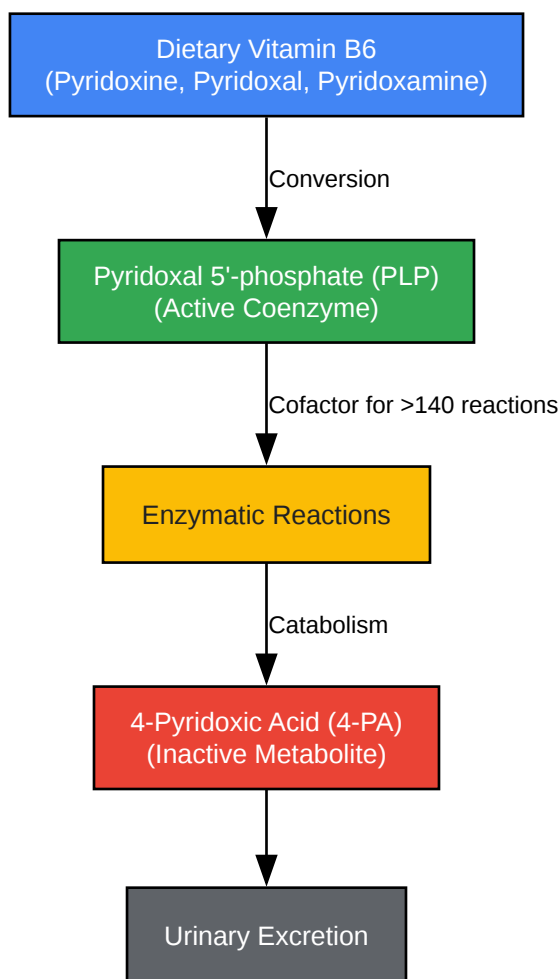 Dietary Vitamin B6
(Pyridoxine, Pyridoxal, Pyridoxamine)
Conversion
Pyridoxal 5'-phosphate (PLP)
(Active Coenzyme)
Cofactor for >140 reactions
Enzymatic Reactions
Catabolism
4-Pyridoxic Acid (4-PA)
(Inactive Metabolite)
Urinary Excretion